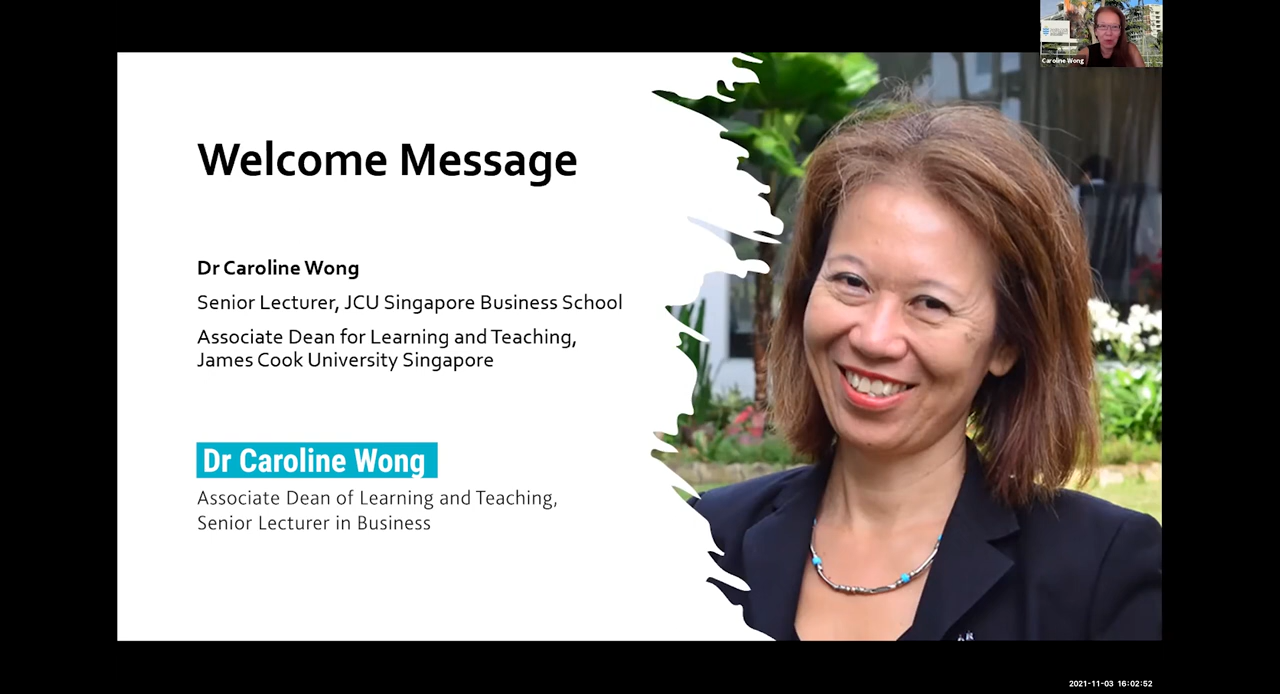 Caroline Wong
Welcome Message
Dr Caroline Wong
Senior Lecturer, JCU Singapore Business School
Associate Dean for Learning and Teaching,
James Cook University Singapore
Dr Caroline Wong
Associate Dean of Learning and Teaching,
Senior Lecturer in Business
2021-11-03 16:02:52